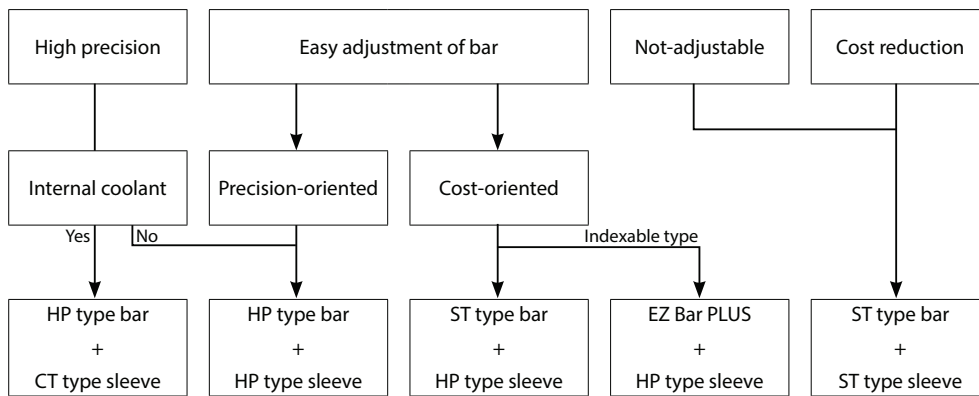 High precision
Easy adjustment of bar
Not-adjustable
Cost reduction
Internal coolant
Precision-oriented
Cost-oriented
Yes
No
Indexable type
HP type bar
+
CT type sleeve
HP type bar
+
HP type sleeve
ST type bar
+
HP type sleeve
EZ Bar PLUS
+
HP type sleeve
ST type bar
+
ST type sleeve